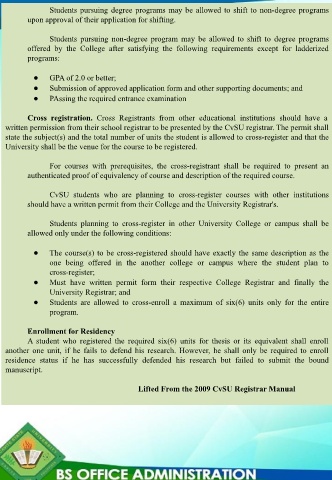 Students pursuing degree programs may be allowed to shift to non-degree programs
upon approval of their application for shifting.
Students pursuing non-degree program may be allowed to shift to degree programs
offered by the College after satisfying the following requirements except for ladderized
programs:
● GPA of 2.0 or better;
● Submission of approved application form and other supporting documents; and
● PAssing the required entrance examination
Cross registration. Cross Registrants from other educational institutions should have a
written permission from their school registrar to be presented by the CvSU registrar. The permit shall
state the subject(s) and the total number of units the student is allowed to cross-register and that the
University shall be the venue for the course to be registered.
For courses with prerequisites, the cross-registrant shall be required to present an
authenticated proof of equivalency of course and description of the required course.
CvSU students who are planning to cross-register courses with other institutions
should have a written permit from their College and the University Registrar's.
Students planning to cross-register in other University College or campus shall be
allowed only under the following conditions:
● The course(s) to be cross-registered should have exactly the same description as the
one being offered in the another college or campus where the student plan to
cross-register;
● Must have written permit form their respective College Registrar and finally the
University Registrar; and
● Students are allowed to cross-enroll a maximum of six(6) units only for the entire
program.
Enrollment for Residency
A student who registered the required six(6) units for thesis or its equivalent shall enroll
another one unit, if he fails to defend his research. However, he shall only be required to enroll
residence status if he has successfully defended his research but failed to submit the bound
manuscript.
Lifted From the 2009 CvSU Registrar Manual
BS OFFICE ADMINISTRATION